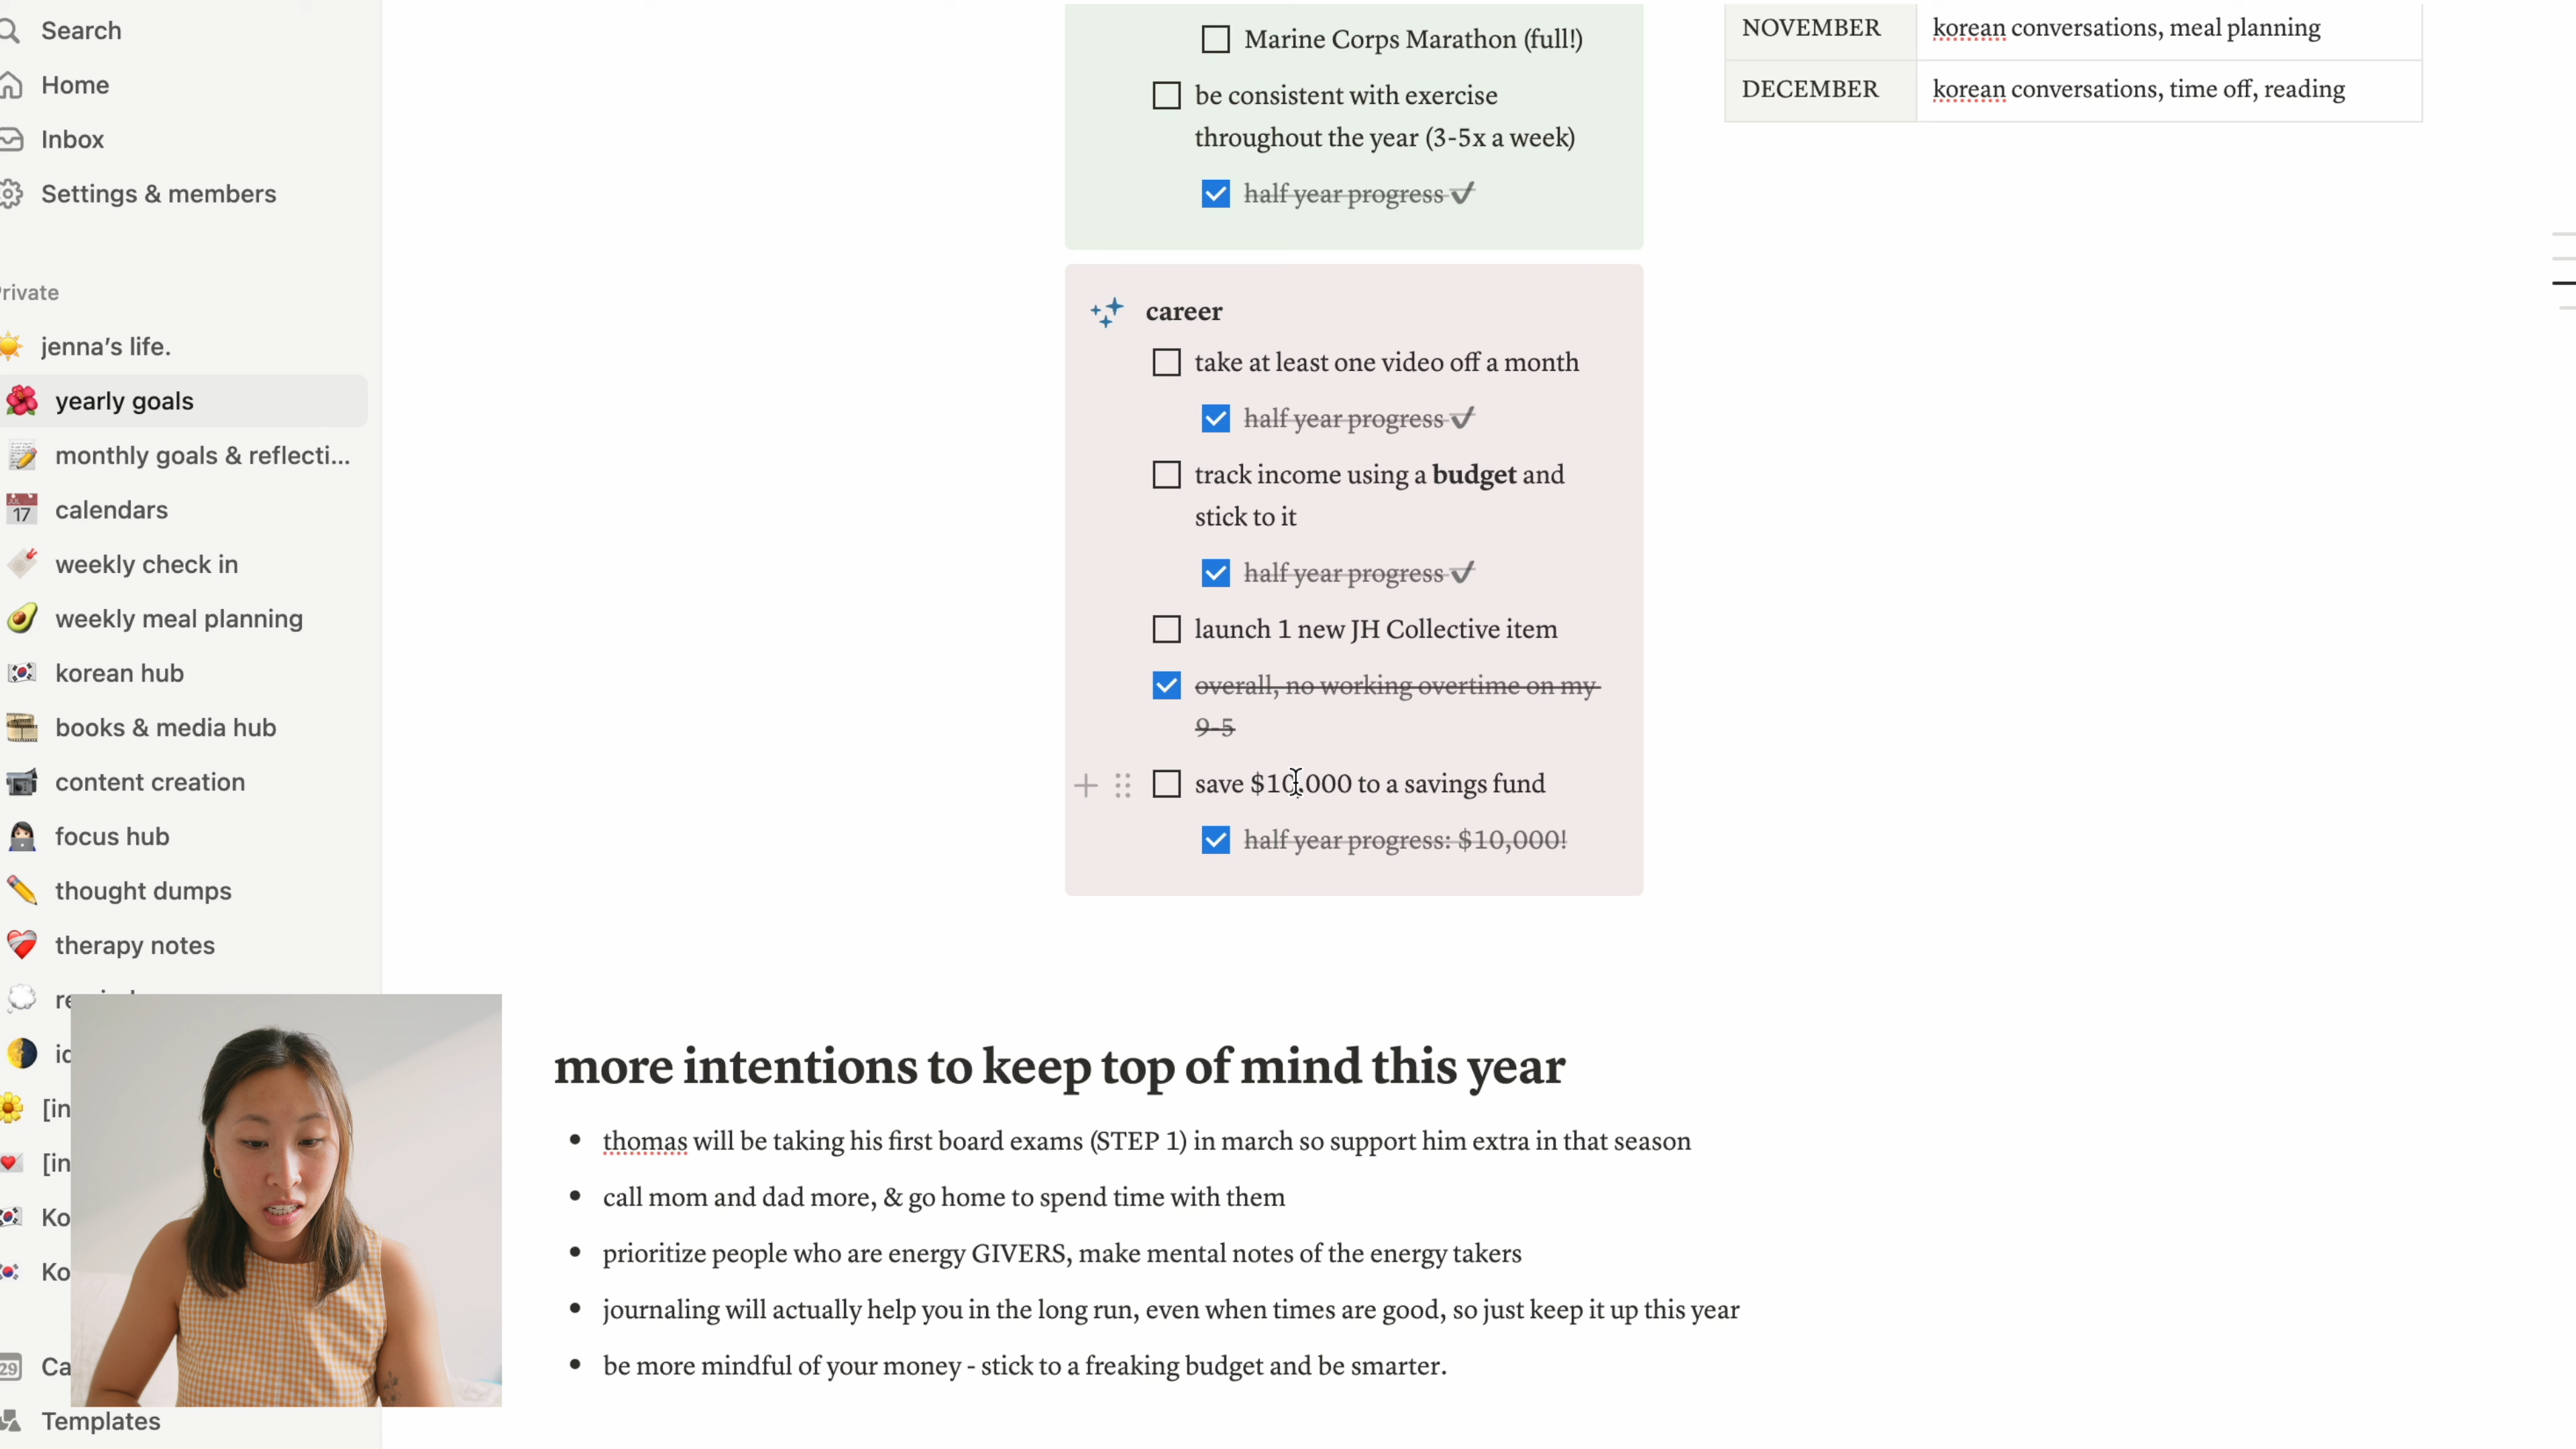 Search
Home
Inbox
Settings & members
Private
jenna's life.
yearly goals
monthly goals & reflecti...
JUL
17
calendars
weekly check in
weekly meal planning
korean hub
books & media hub
content creation
focus hub
thought dumps
therapy notes
[in
[in
Ko
Ko
29
Ca
Templates
Marine Corps Marathon (full!)
be consistent with exercise
throughout the year (3-5x a week)
half year progress ✔
career
take at least one video off a month
half year progress ✔
track income using a budget and
stick to it
half year progress ✔
launch 1 new JH Collective item
overall, no working overtime on my
9-5
save $10,000 to a savings fund
half year progress: $10,000!
NOVEMBER korean conversations, meal planning
DECEMBER korean conversations, time off, reading
more intentions to keep top of mind this year
• thomas will be taking his first board exams (STEP 1) in march so support him extra in that season
• call mom and dad more, & go home to spend time with them
• prioritize people who are energy GIVERS, make mental notes of the energy takers
• journaling will actually help you in the long run, even when times are good, so just keep it up this year
• be more mindful of your money - stick to a freaking budget and be smarter.